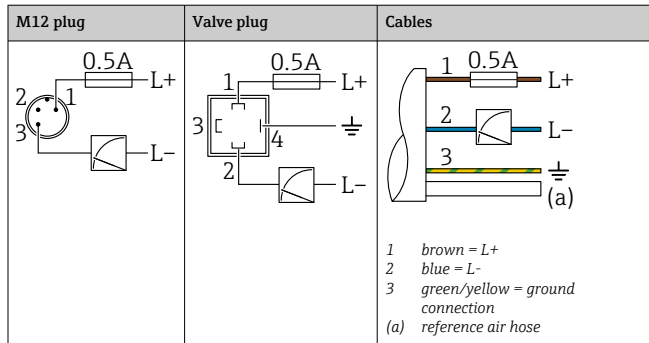 M12 plug
Valve plug
Cables
0.5A
L+
2
1
3
L–
0.5A
1
L+
3
4
2
L–
1
0.5A
L+
2
L–
3
(a)
1 brown = L+
2 blue = L-
3 green/yellow = ground
connection
(a) reference air hose